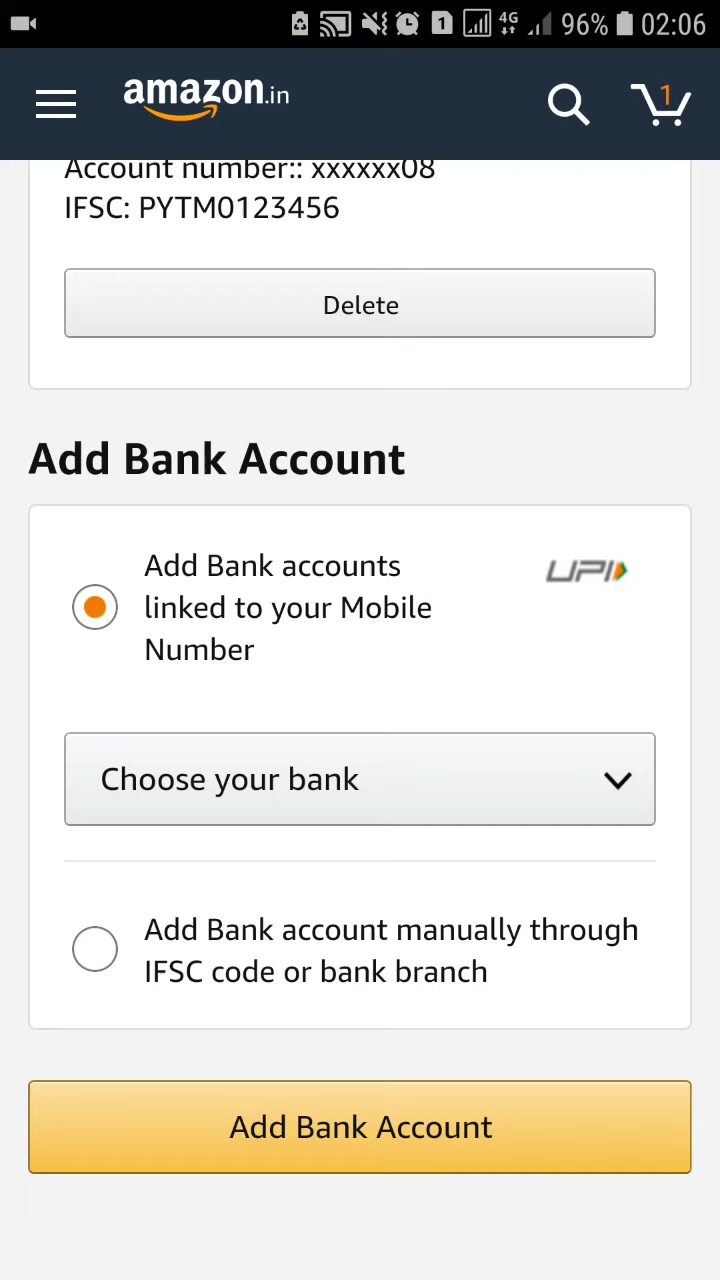 1 4G 96% 02:06
amazon.in 1
Account number:: xxxxxx08
IFSC: PYTM0123456
Delete
Add Bank Account
Add Bank accounts
linked to your Mobile
Number
UPI
Choose your bank
Add Bank account manually through
IFSC code or bank branch
Add Bank Account